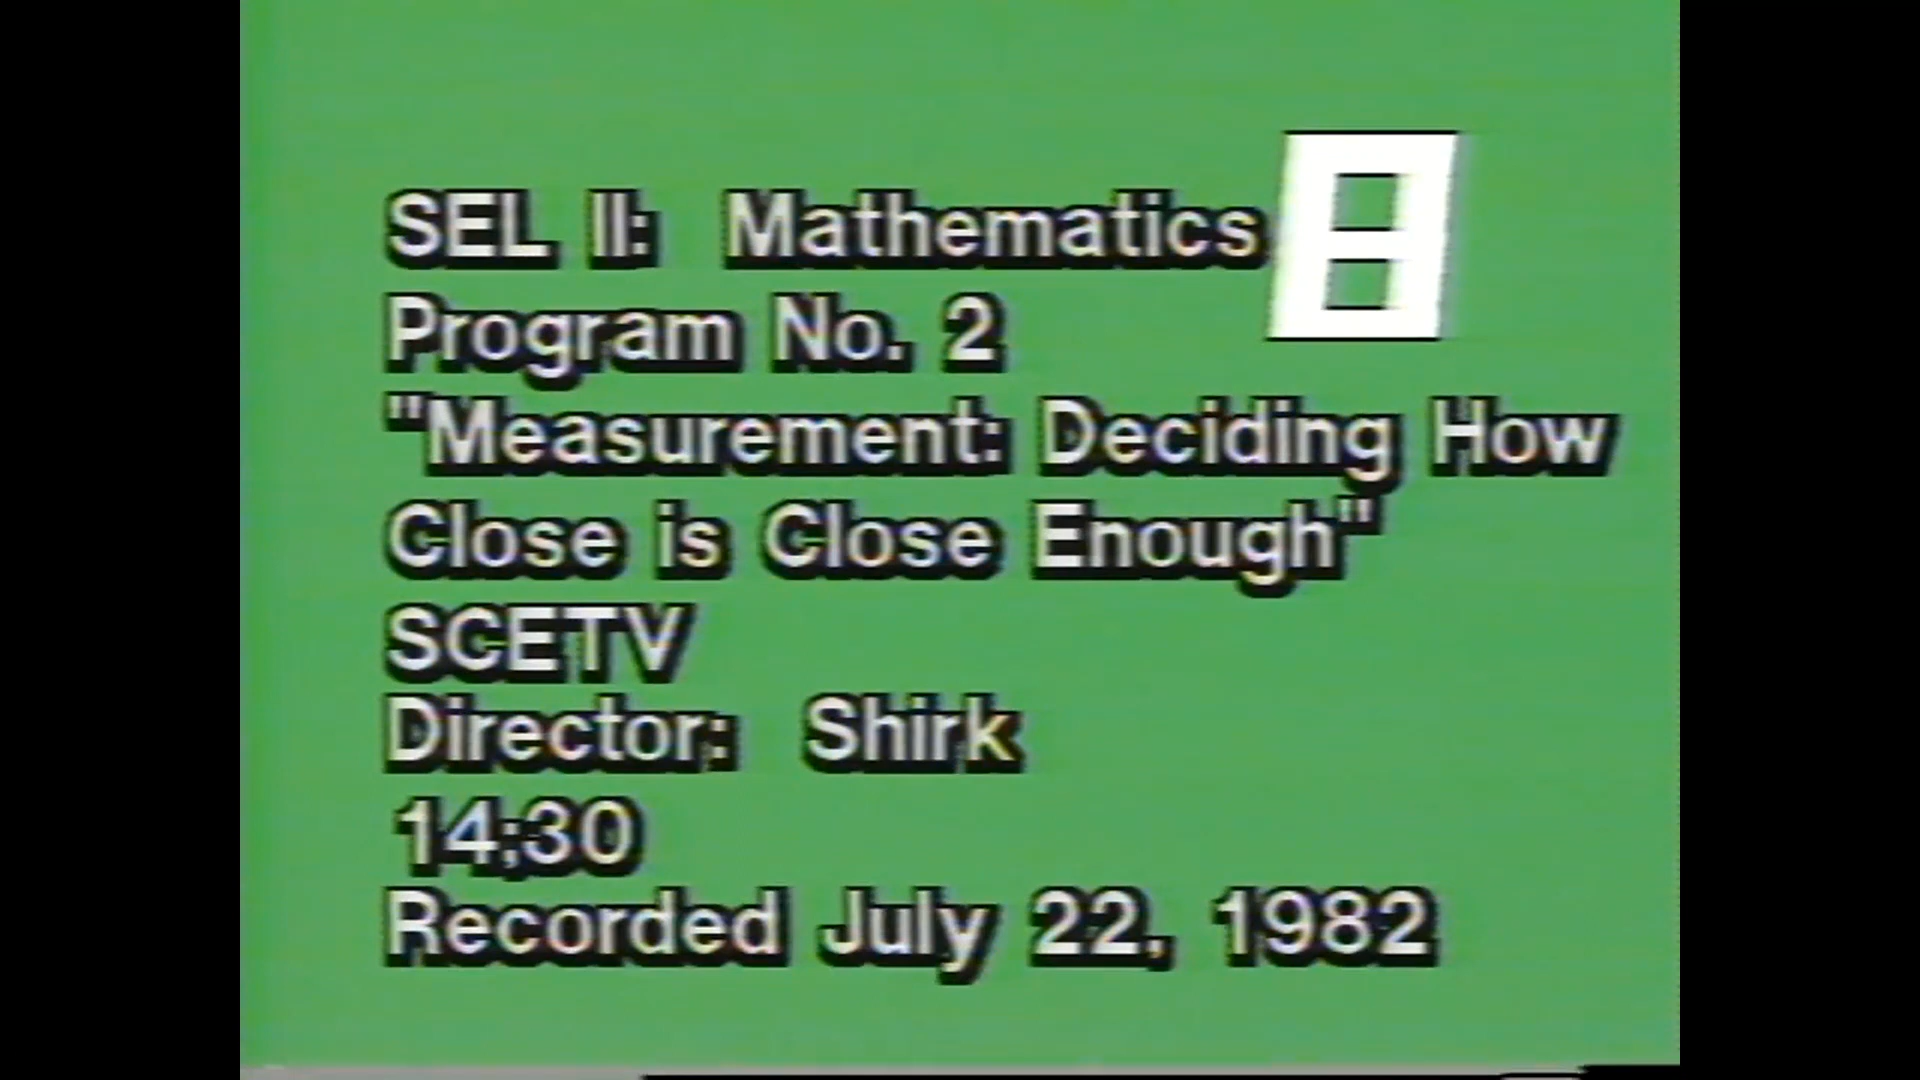 SEL II: Mathematics 8
Program No. 2
"Measurement: Deciding How
Close is Close Enough"
SCETV
Director: Shirk
14;30
Recorded July 22, 1982